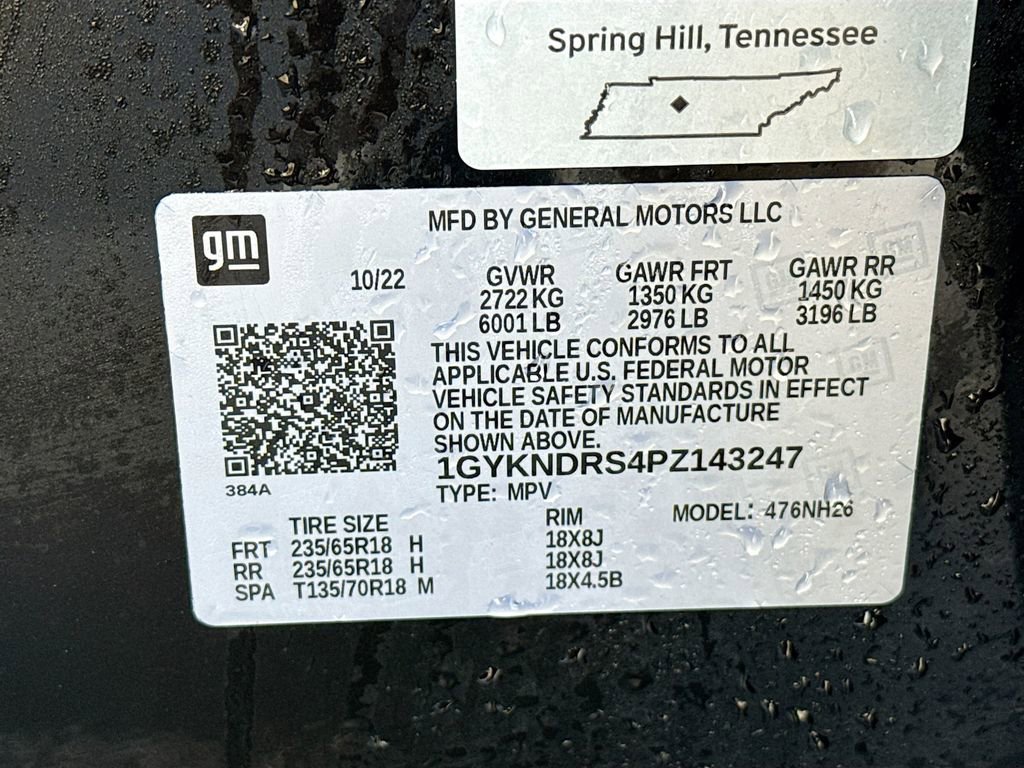 Spring Hill, Tennessee
gm
MFD BY GENERAL MOTORS LLC
10/22
GVWR GAWR FRT GAWR RR
2722 KG 1350 KG 1450 KG
6001 LB 2976 LB 3196 LB
THIS VEHICLE CONFORMS TO ALL
APPLICABLE U.S. FEDERAL MOTOR
VEHICLE SAFETY STANDARDS IN EFFECT
ON THE DATE OF MANUFACTURE
SHOWN ABOVE.
1GYKNDRS4PZ143247
384A
TYPE: MPV
MODEL: 476NH26
TIRE SIZE RIM
FRT 235/65R18 H 18X8J
RR 235/65R18 H 18X8J
SPA T135/70R18 M 18X4.5B